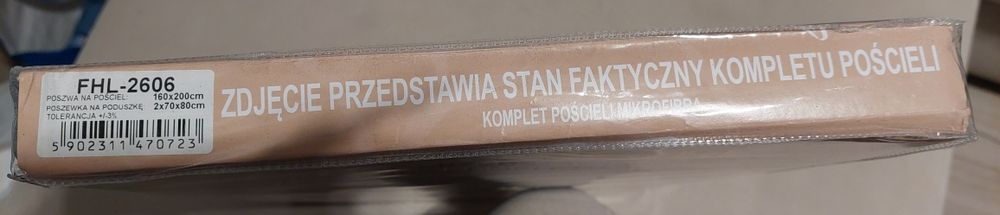 FHL-2606
POSZWA NA POŚCIEL: 160x200cm
POSZEWKA NA PODUSZKĘ: 2x70x80cm
TOLERANCJA +/-3%
5 902311 470723
ZDJĘCIE PRZEDSTAWIA STAN FAKTYCZNY KOMPLETU POŚCIELI
KOMPLET POŚCIELI MIKROFIBRA